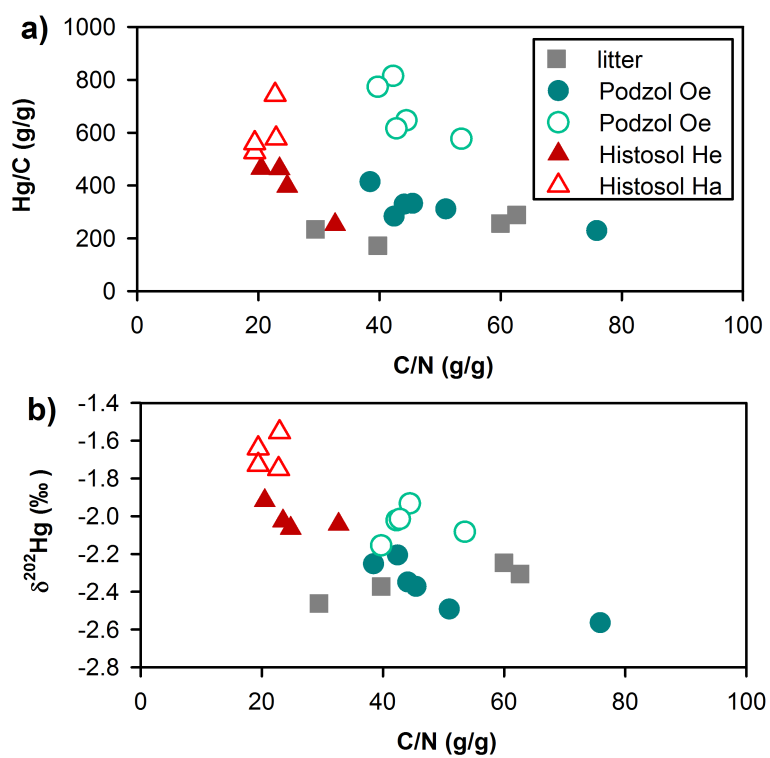 a)
1000
800
600
400
200
0
Hg/C (g/g)
litter
Podzol Oe
Podzol Oe
Histosol He
Histosol Ha
0 20 40 60 80 100
C/N (g/g)
b)
-1.4
-1.6
-1.8
-2.0
-2.2
-2.4
-2.6
-2.8
δ²⁰²Hg (‰)
0 20 40 60 80 100
C/N (g/g)